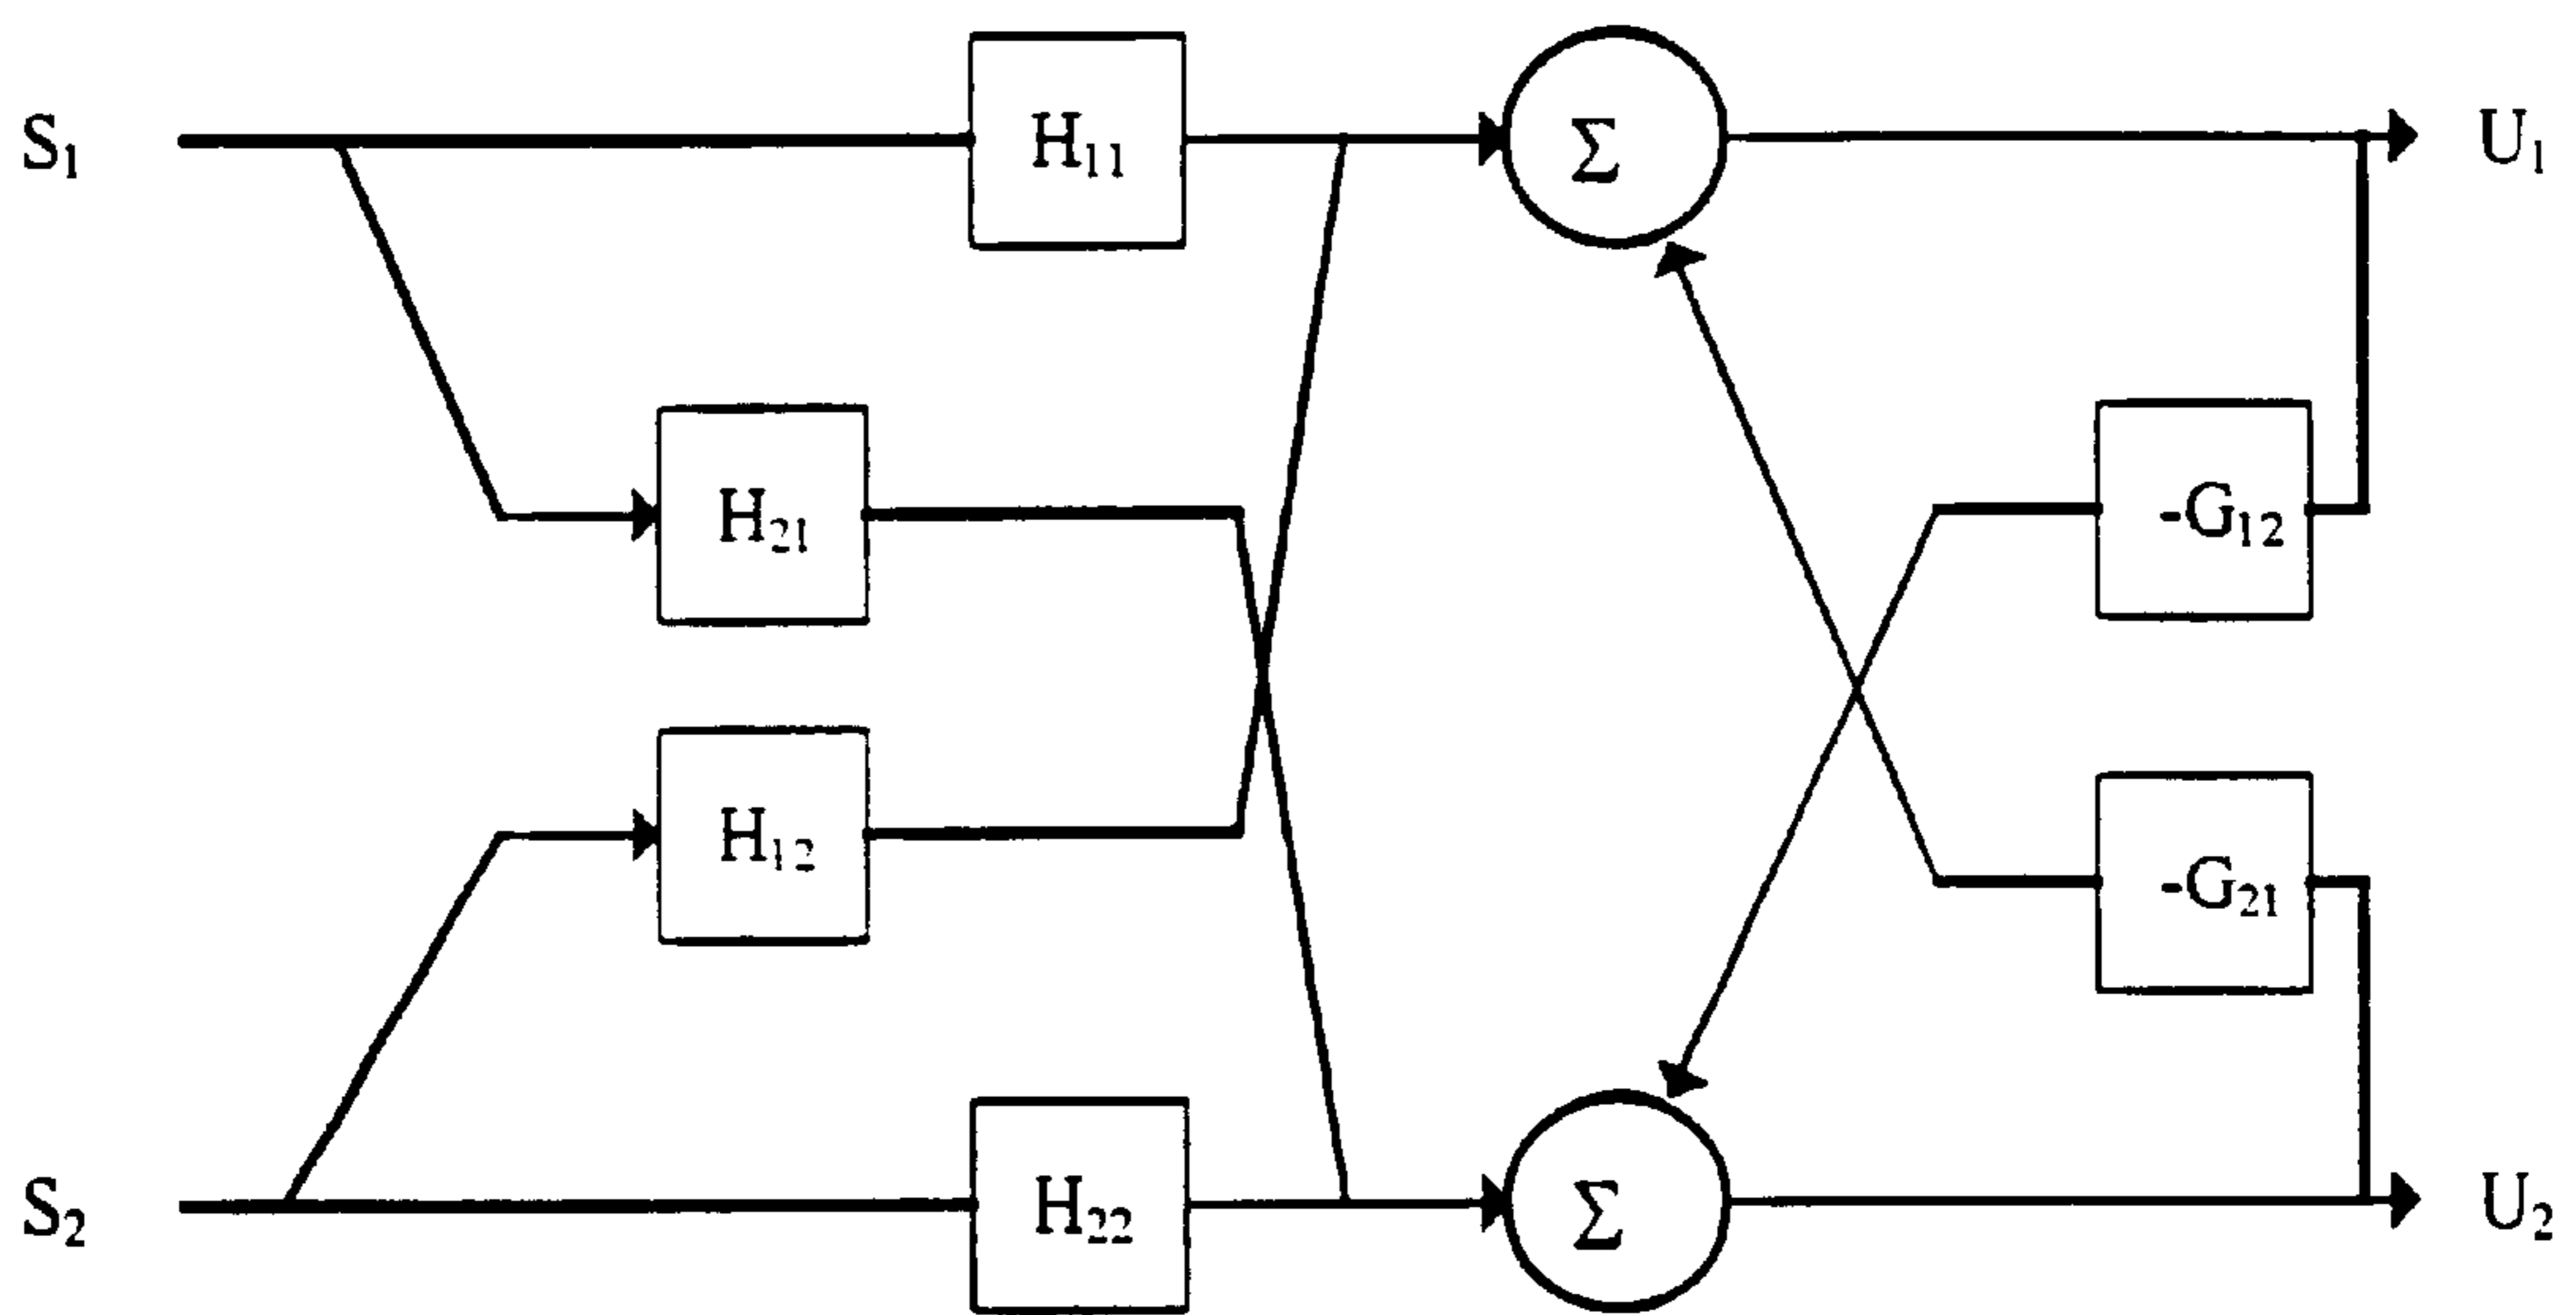 S₁ H₁₁ Σ U₁
H₂₁ -G₁₂
H₁₂ -G₂₁
S₂ H₂₂ Σ U₂